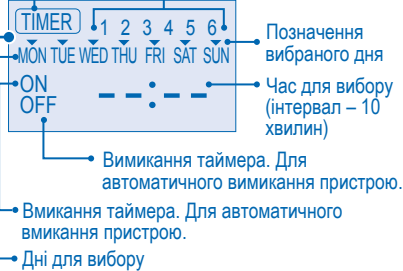 TIMER 1 2 3 4 5 6
MON TUE WED THU FRI SAT SUN
ON
OFF
– – : – –
Позначення
вибраного дня
Час для вибору
(інтервал – 10
хвилин)
Вимикання таймера. Для
автоматичного вимикання пристрою.
Вмикання таймера. Для автоматичного
вмикання пристрою.
Дні для вибору